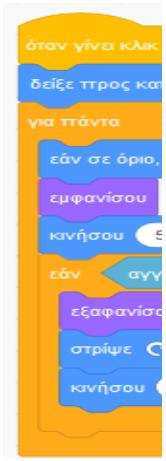 όταν γίνει κλικ
δείξε προς κατ
για πάντα
εάν σε όριο,
εμφανίσου
κινήσου 5
εάν αγγ
εξαφανίσο
στρίψε
κινήσου